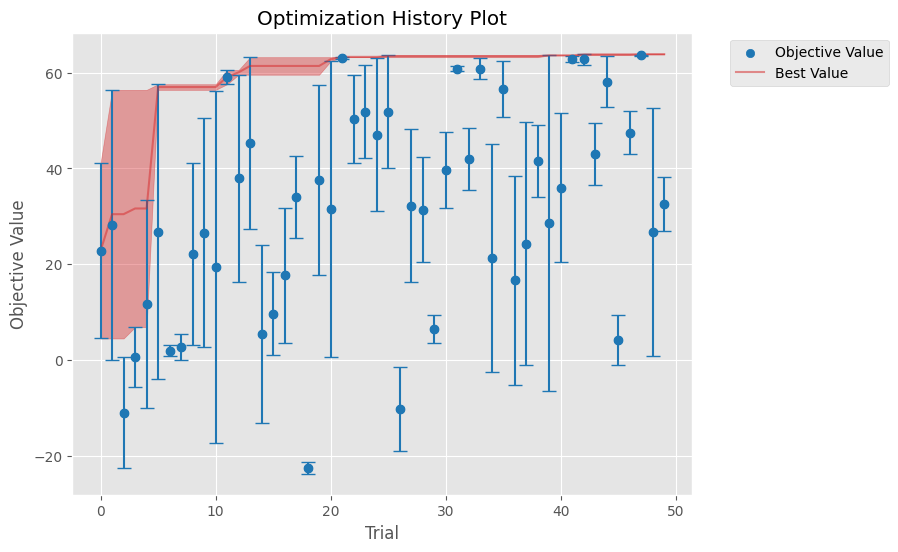 Optimization History Plot
Objective Value
Best Value
Objective Value
60
40
20
0
−20
0 10 20 30 40 50
Trial